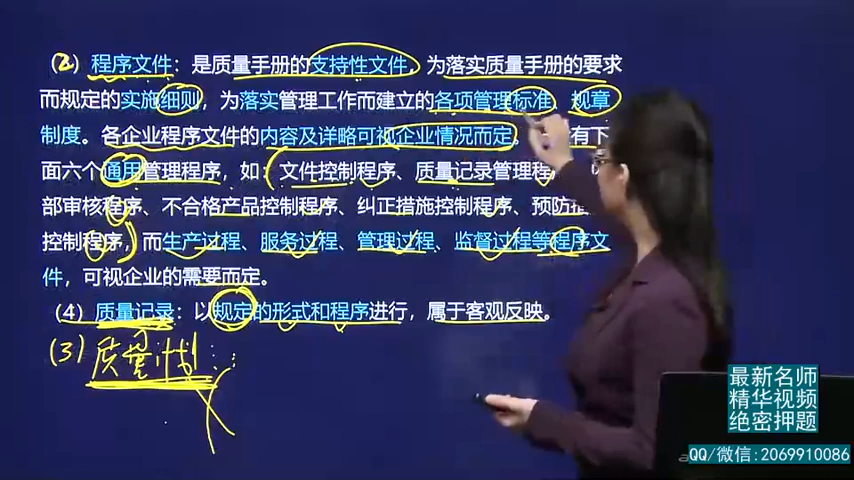 (2) 程序文件：是质量手册的支持性文件，为落实质量手册的要求
而规定的实施细则，为落实管理工作而建立的各项管理标准、规章
制度。各企业程序文件的内容及详略可视企业情况而定。有下
面六个通用管理程序，如：文件控制程序、质量记录管理程
部审核程序、不合格产品控制程序、纠正措施控制程序、预防措
控制程序，而生产过程、服务过程、管理过程、监督过程等程序文
件，可视企业的需要而定。
(4) 质量记录：以规定的形式和程序进行，属于客观反映。
(3) 质量计划：
最新名师
精华视频
绝密押题
QQ/微信:2069910086